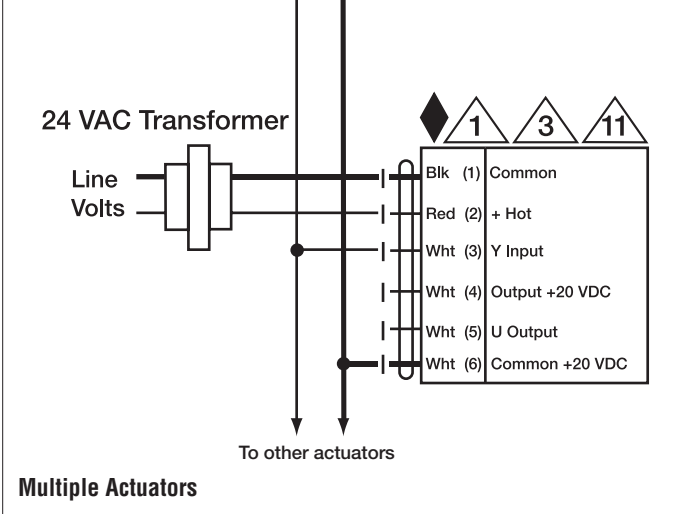 24 VAC Transformer
1 3 11
Line
Volts
Blk (1) Common
Red (2) + Hot
Wht (3) Y Input
Wht (4) Output +20 VDC
Wht (5) U Output
Wht (6) Common +20 VDC
To other actuators
Multiple Actuators